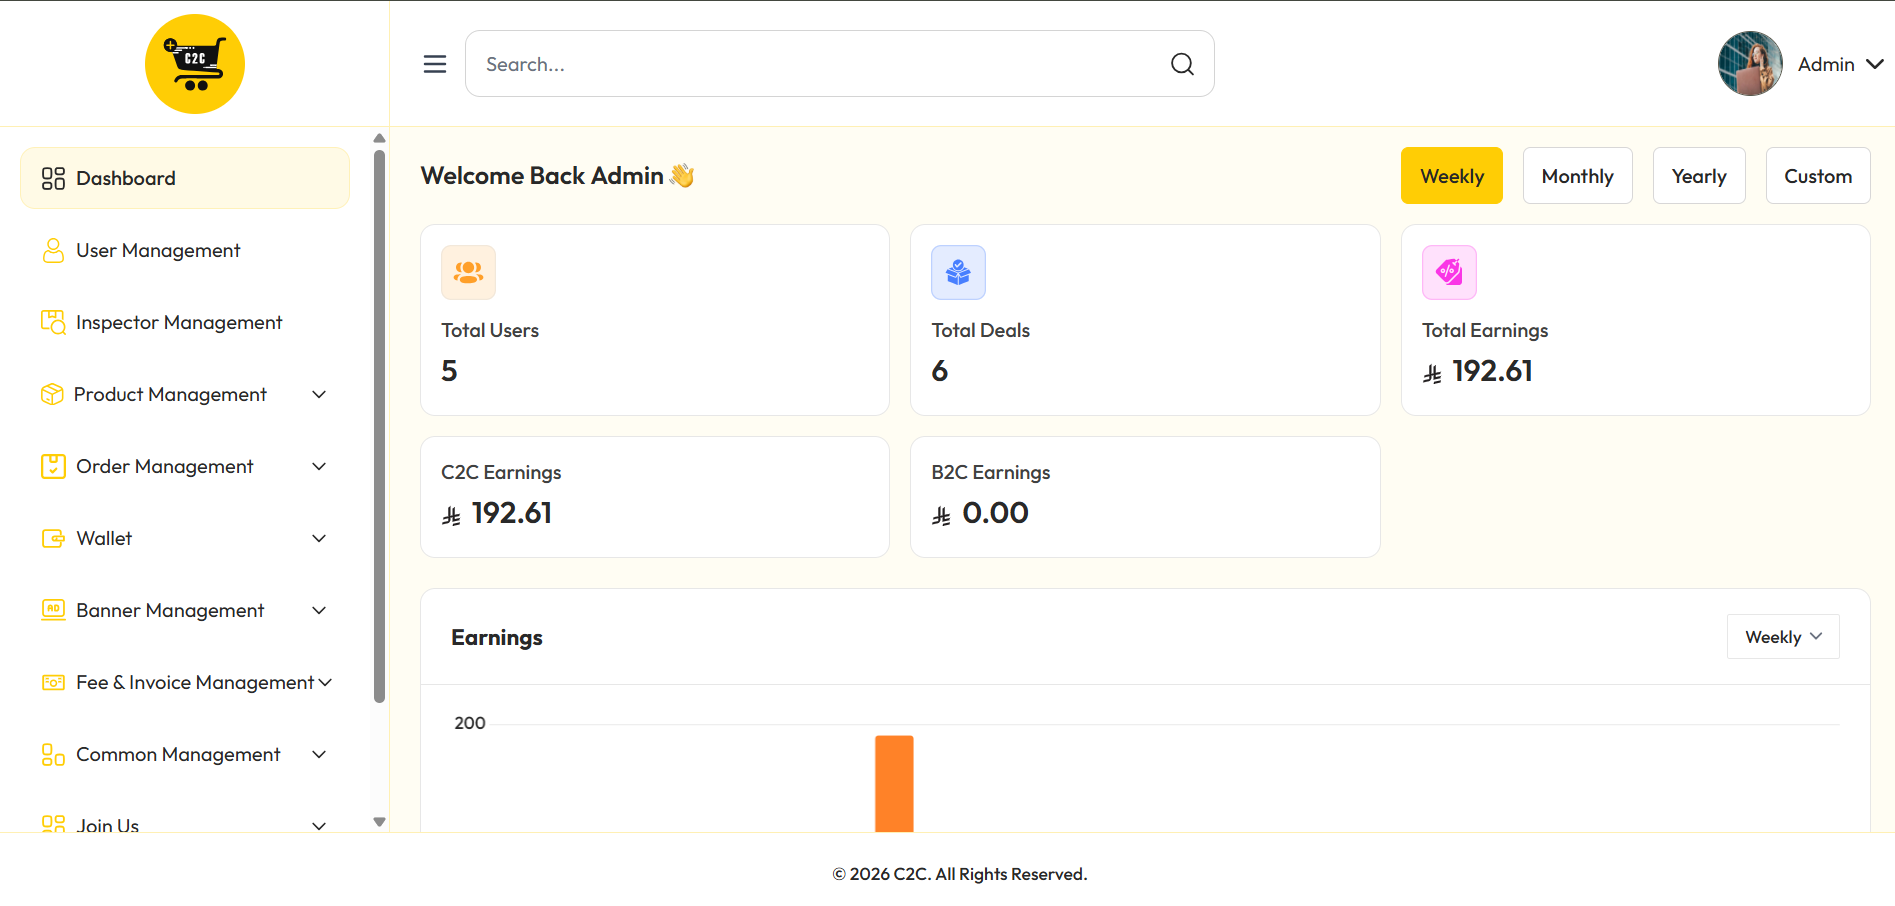 C2C
Search...
Admin
Dashboard
User Management
Inspector Management
Product Management
Order Management
Wallet
AD
Banner Management
Fee & Invoice Management
Common Management
Join Us
Welcome Back Admin 👋
Weekly
Monthly
Yearly
Custom
Total Users
5
Total Deals
6
Total Earnings
192.61
C2C Earnings
192.61
B2C Earnings
0.00
Earnings
Weekly
200
© 2026 C2C. All Rights Reserved.